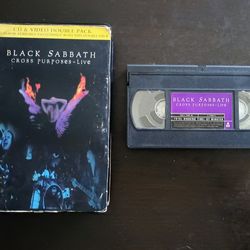 CD & VIDEO DOUBLE PACK
BLACK SABBATH
CROSS PURPOSES~LIVE
BLACK SABBATH
CROSS PURPOSES~LIVE